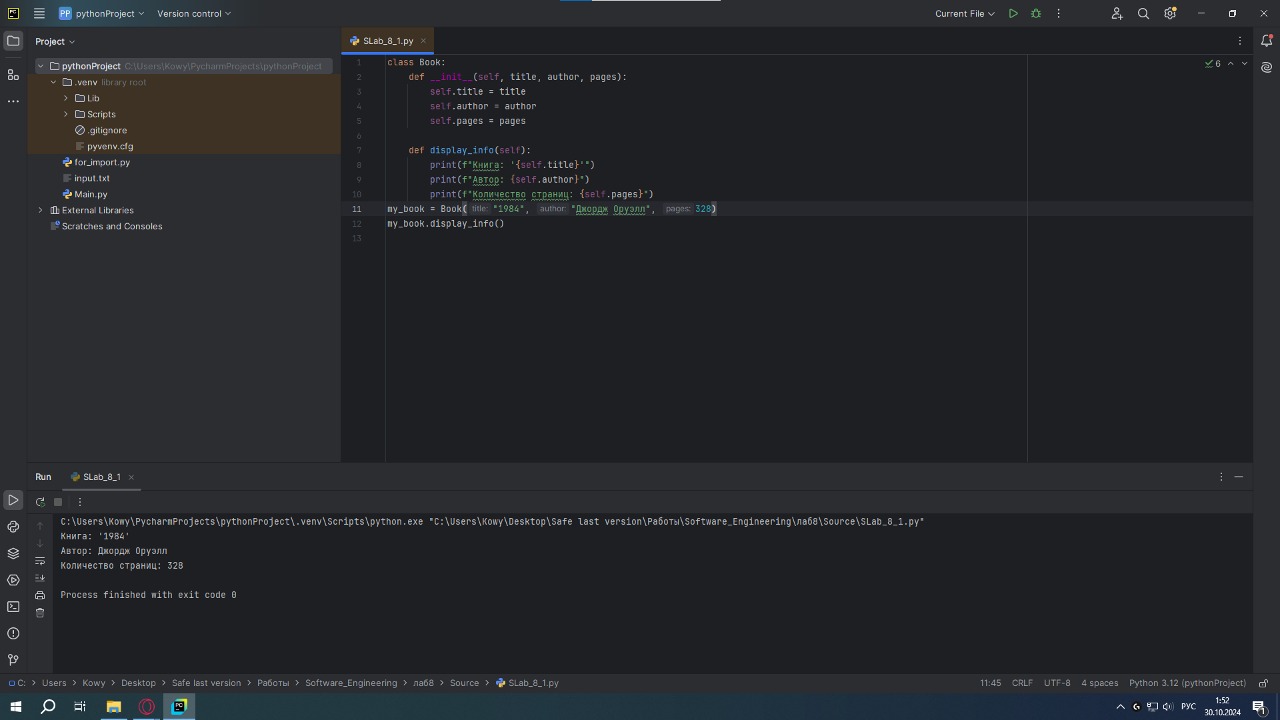 PC
PP pythonProject
Version control
Current File
Project
pythonProject C:\Users\Kowy\PycharmProjects\pythonProject
.venv library root
Lib
Scripts
.gitignore
pyvenv.cfg
for_import.py
input.txt
Main.py
External Libraries
Scratches and Consoles
SLab_8_1.py
6
1 class Book:
2 def __init__(self, title, author, pages):
3 self.title = title
4 self.author = author
5 self.pages = pages
6
7 def display_info(self):
8 print(f"Книга: '{self.title}'")
9 print(f"Автор: {self.author}")
10 print(f"Количество страниц: {self.pages}")
11 my_book = Book( title: "1984", author: "Джордж Оруэлл", pages: 328)
12 my_book.display_info()
13
Run SLab_8_1
C:\Users\Kowy\PycharmProjects\pythonProject\.venv\Scripts\python.exe "C:\Users\Kowy\Desktop\Safe last version\Работы\Software_Engineering\лаб8\Source\SLab_8_1.py"
Книга: '1984'
Автор: Джордж Оруэлл
Количество страниц: 328
Process finished with exit code 0
C: > Users > Kowy > Desktop > Safe last version > Работы > Software_Engineering > лаб8 > Source > SLab_8_1.py
11:45 CRLF UTF-8 4 spaces Python 3.12 (pythonProject)
PC
РУС
1:52
30.10.2024